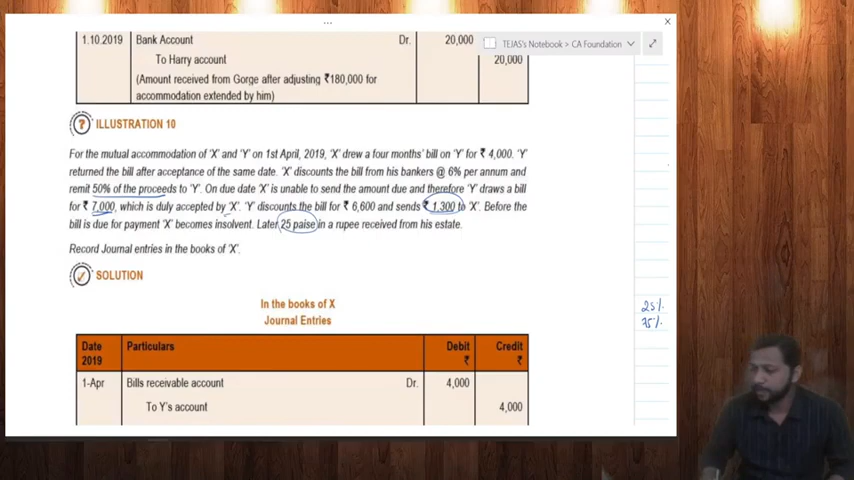 ...
×
1.10.2019 Bank Account Dr. 20,000
To Harry account 20,000
(Amount received from Gorge after adjusting ₹180,000 for
accommodation extended by him)
TEJAS's Notebook > CA Foundation
? ILLUSTRATION 10
For the mutual accommodation of 'X' and 'Y' on 1st April, 2019, 'X' drew a four months' bill on 'Y' for ₹ 4,000. 'Y'
returned the bill after acceptance of the same date. 'X' discounts the bill from his bankers @ 6% per annum and
remit 50% of the proceeds to 'Y'. On due date 'X' is unable to send the amount due and therefore 'Y' draws a bill
for ₹ 7,000, which is duly accepted by 'X'. 'Y' discounts the bill for ₹ 6,600 and sends ₹ 1,300 to 'X'. Before the
bill is due for payment 'X' becomes insolvent. Later 25 paise in a rupee received from his estate.
Record Journal entries in the books of 'X'.
SOLUTION
25%
75%
In the books of X
Journal Entries
Date Particulars Debit Credit
2019 ₹ ₹
1-Apr Bills receivable account Dr. 4,000
To Y's account 4,000